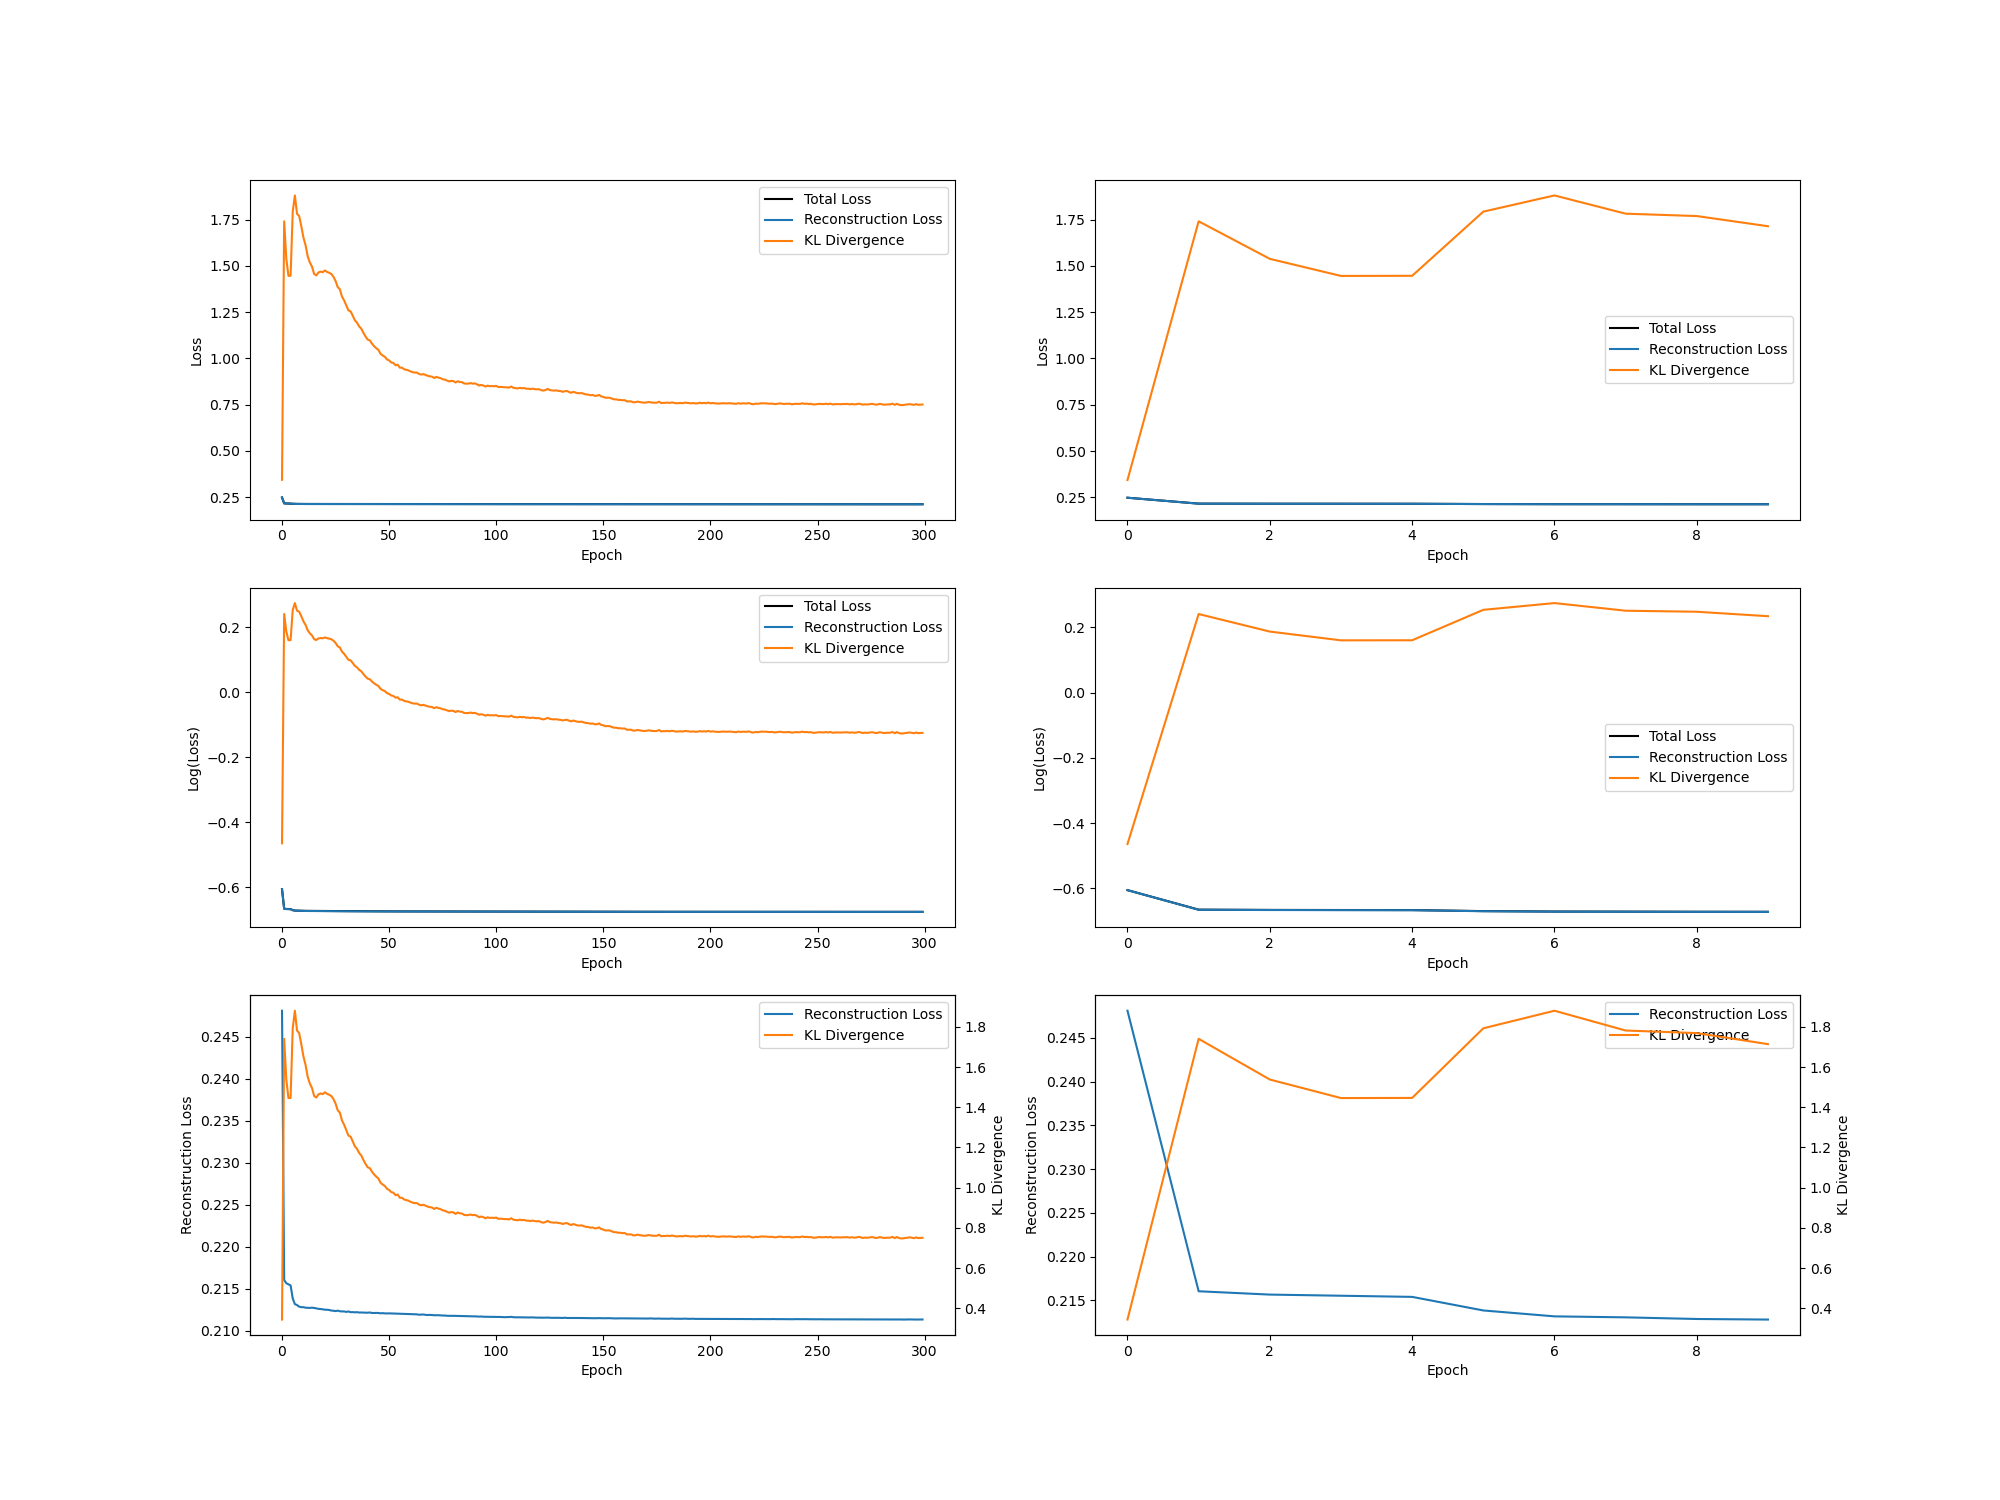 Total Loss
Reconstruction Loss
KL Divergence
Loss
1.75
1.50
1.25
1.00
0.75
0.50
0.25
0 50 100 150 200 250 300
Epoch
Total Loss
Reconstruction Loss
KL Divergence
Loss
1.75
1.50
1.25
1.00
0.75
0.50
0.25
0 2 4 6 8
Epoch
Total Loss
Reconstruction Loss
KL Divergence
Log(Loss)
0.2
0.0
−0.2
−0.4
−0.6
0 50 100 150 200 250 300
Epoch
Total Loss
Reconstruction Loss
KL Divergence
Log(Loss)
0.2
0.0
−0.2
−0.4
−0.6
0 2 4 6 8
Epoch
Reconstruction Loss
KL Divergence
Reconstruction Loss
0.245
0.240
0.235
0.230
0.225
0.220
0.215
0.210
1.8
1.6
1.4
1.2
1.0
0.8
0.6
0.4
KL Divergence
0 50 100 150 200 250 300
Epoch
Reconstruction Loss
KL Divergence
Reconstruction Loss
0.245
0.240
0.235
0.230
0.225
0.220
0.215
1.8
1.6
1.4
1.2
1.0
0.8
0.6
0.4
KL Divergence
0 2 4 6 8
Epoch